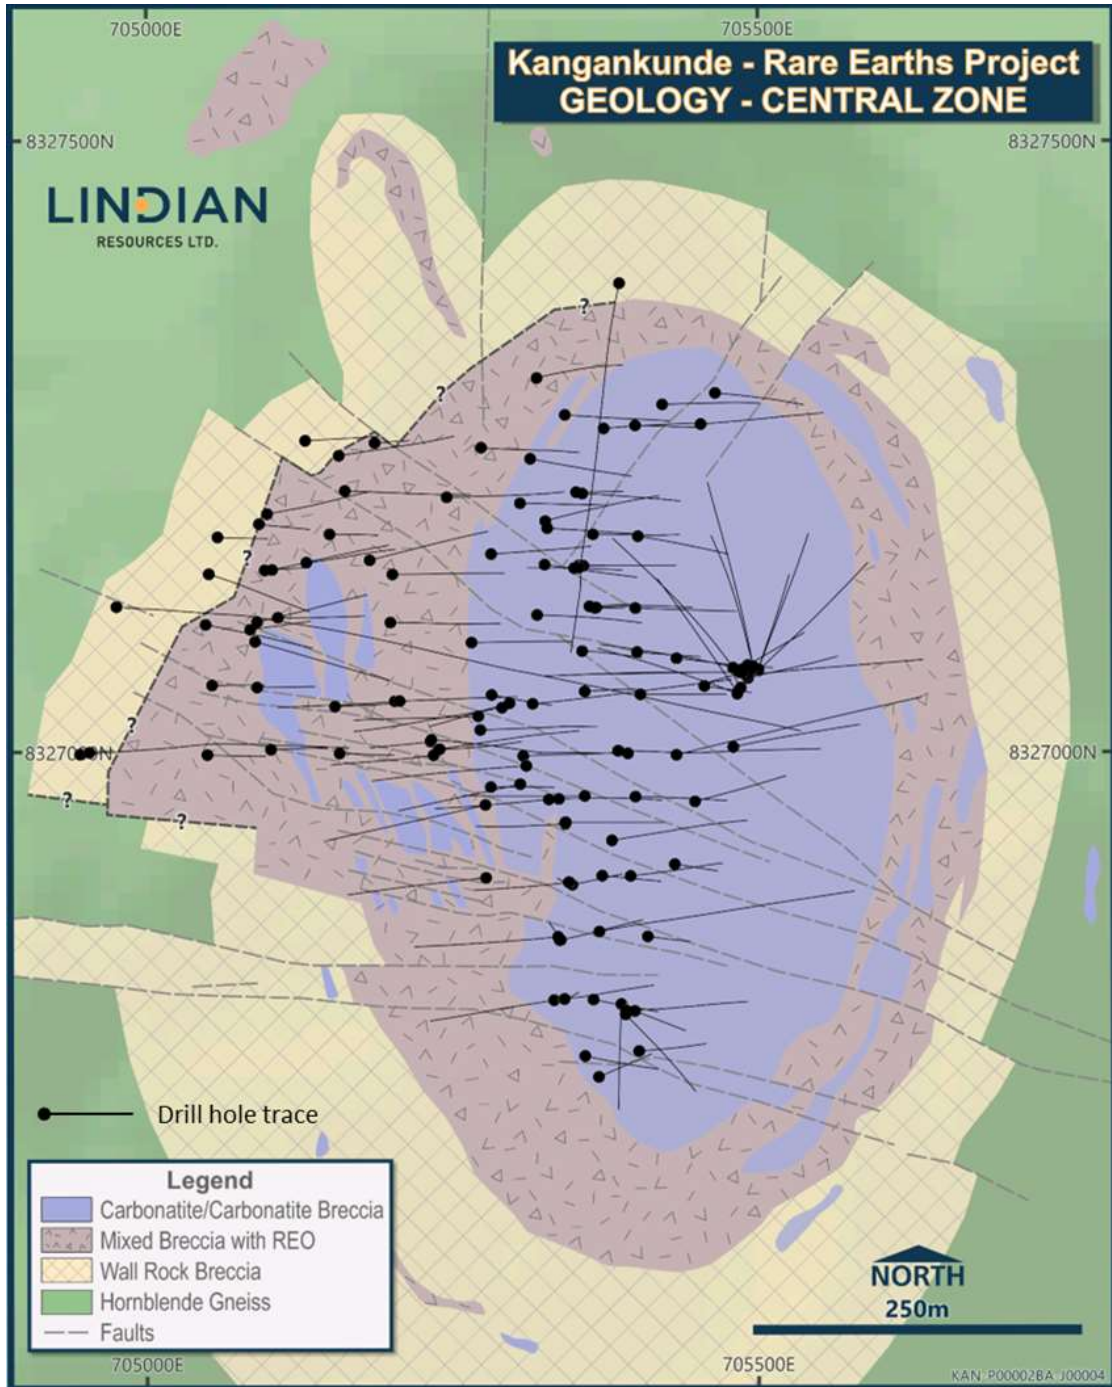 705000E
705500E
Kangankunde - Rare Earths Project
GEOLOGY - CENTRAL ZONE
8327500N
8327500N
LINDIAN
RESOURCES LTD.
?
?
?
?
8327000N
8327000N
?
?
Drill hole trace
Legend
Carbonatite/Carbonatite Breccia
Mixed Breccia with REO
Wall Rock Breccia
Hornblende Gneiss
Faults
NORTH
250m
705000E
705500E
KAN_P00002BA_J00004